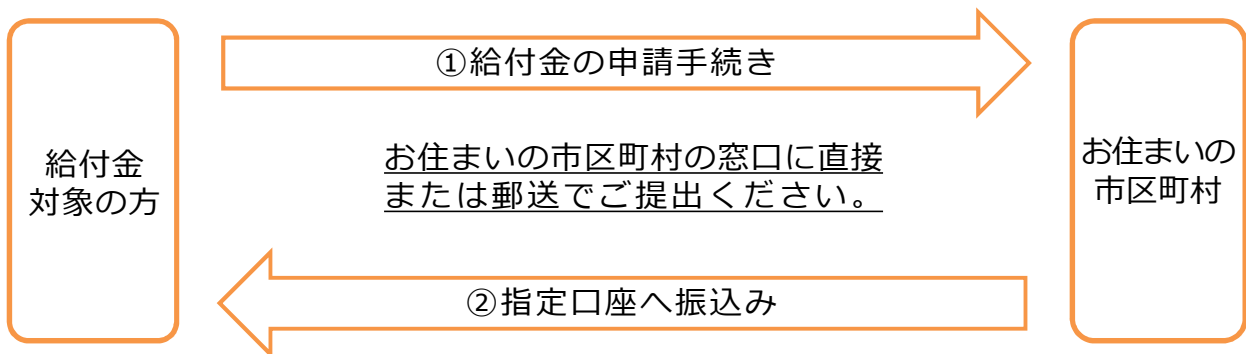 ①給付金の申請手続き
給付金
対象の方
お住まいの市区町村の窓口に直接
または郵送でご提出ください。
お住まいの
市区町村
②指定口座へ振込み